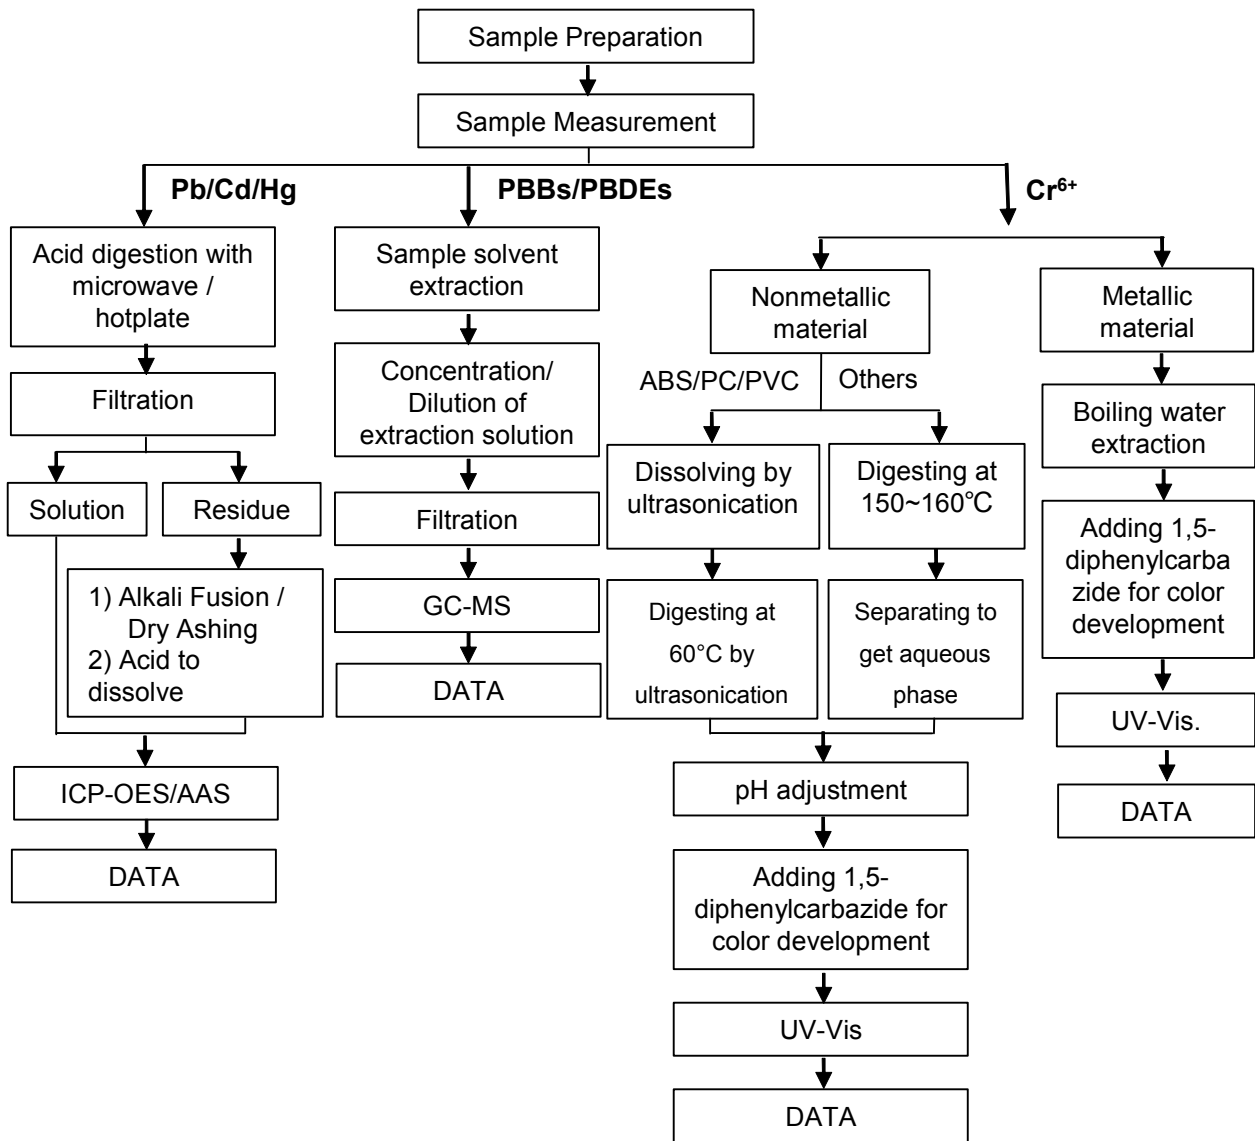 Sample Preparation
Sample Measurement
Pb/Cd/Hg
PBBs/PBDEs
Cr⁶⁺
Acid digestion with
microwave /
hotplate
Filtration
Solution
Residue
1) Alkali Fusion /
Dry Ashing
2) Acid to
dissolve
ICP-OES/AAS
DATA
Sample solvent
extraction
Concentration/
Dilution of
extraction solution
Filtration
GC-MS
DATA
Nonmetallic
material
ABS/PC/PVC
Others
Dissolving by
ultrasonication
Digesting at
60°C by
ultrasonication
Digesting at
150~160℃
Separating to
get aqueous
phase
pH adjustment
Adding 1,5-
diphenylcarbazide for
color development
UV-Vis
DATA
Metallic
material
Boiling water
extraction
Adding 1,5-
diphenylcarba
zide for color
development
UV-Vis.
DATA